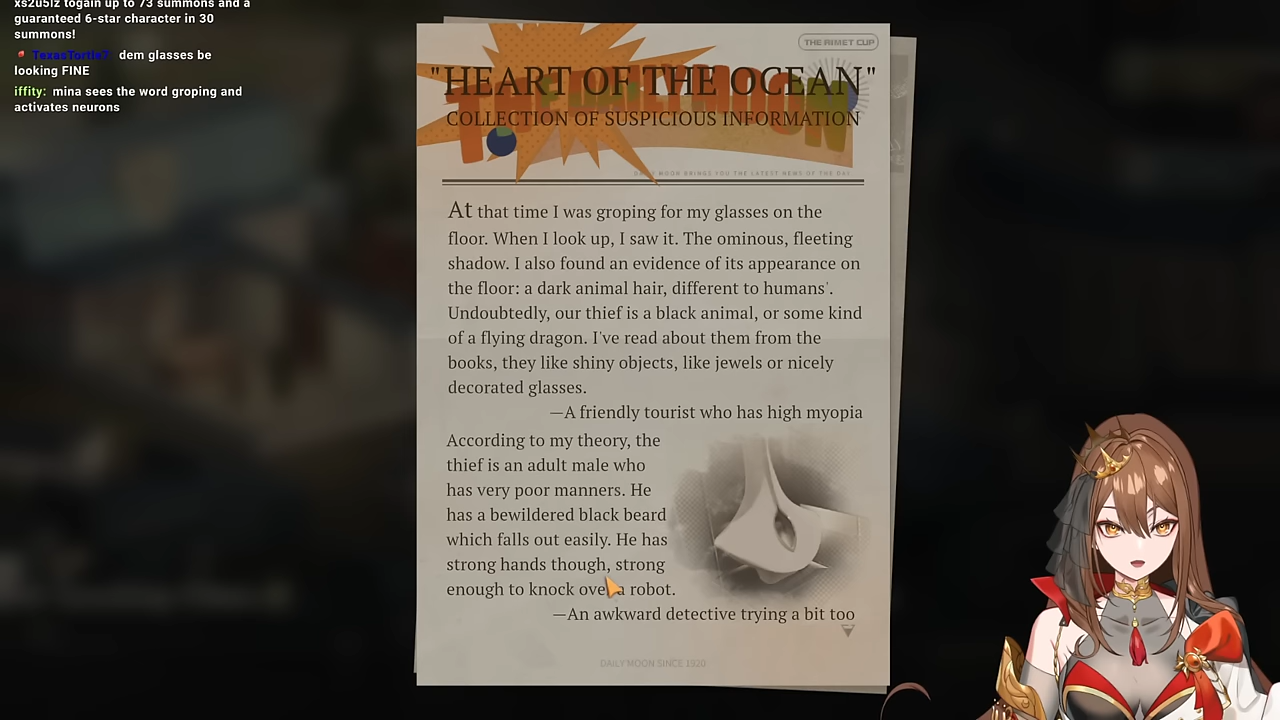 xs2u5iz togain up to 73 summons and a
guaranteed 6-star character in 30
summons!
TexasTortle7: dem glasses be
looking FINE
iffity: mina sees the word groping and
activates neurons
THE RIMET CUP
THE DAILY MOON
"HEART OF THE OCEAN"
COLLECTION OF SUSPICIOUS INFORMATION
DAILY MOON BRINGS YOU THE LATEST NEWS OF THE DAY
At that time I was groping for my glasses on the
floor. When I look up, I saw it. The ominous, fleeting
shadow. I also found an evidence of its appearance on
the floor: a dark animal hair, different to humans'.
Undoubtedly, our thief is a black animal, or some kind
of a flying dragon. I've read about them from the
books, they like shiny objects, like jewels or nicely
decorated glasses.
—A friendly tourist who has high myopia
According to my theory, the
thief is an adult male who
has very poor manners. He
has a bewildered black beard
which falls out easily. He has
strong hands though, strong
enough to knock over a robot.
—An awkward detective trying a bit too
DAILY MOON SINCE 1920